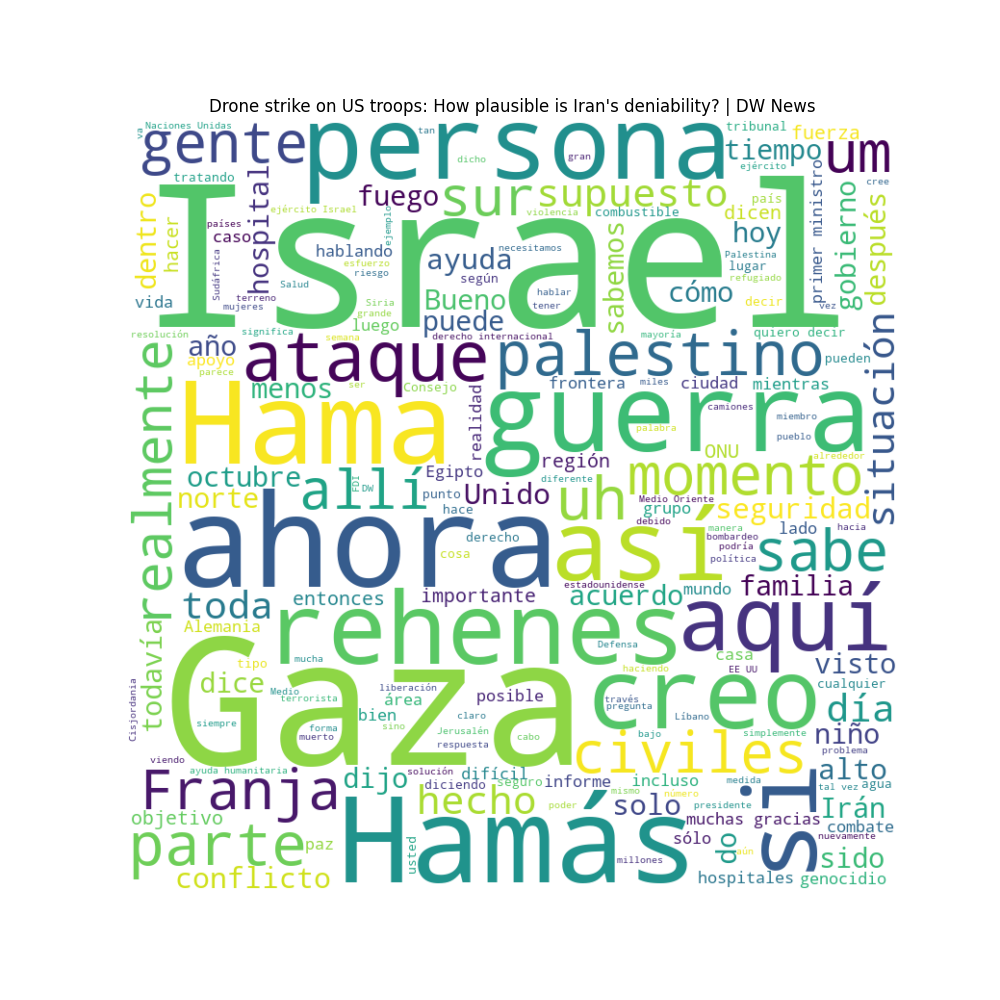 Drone strike on US troops: How plausible is Iran's deniability? | DW News
va
Naciones Unidas
gente
persona
tan
dicho
gran
tribunal
fuerza
tiempo
ejército
um
tratando
fuego
sur
supuesto
país
primer ministro
cree
dentro
hacer
hospital
países
caso
ejército Israel
ejemplo
violencia
combustible
dicen
gobierno
después
Israel
Sudáfrica
hablando
esfuerzo
riesgo
ayuda
necesitamos
según
sabemos
hoy
Palestina
lugar
refugiado
vida
terreno
mujeres
Salud
Siria
grande
Bueno
hablar
tener
cómo
decir
vez
resolución
significa
luego
semana
puede
derecho internacional
mayoría
quiero decir
año
apoyo
parece
ataque
palestino
pueden
situación
realmente
menos
ser
Consejo
frontera
miles
ciudad
mientras
Hama
realidad
guerra
camiones
miembro
palabra
pueblo
octubre
allí
FDI
DW
Egipto
región
ONU
alrededor
norte
punto
Unido
diferente
momento
Medio Oriente
hace
uh
grupo
debido
seguridad
lado
hacia
ahora
derecho
cosa
así
manera
bombardeo
podría
política
sabe
toda
entonces
importante
estadounidense
acuerdo
mundo
familia
todavía
Alemania
rehenes
aquí
tipo
mucha
Defensa
casa
EE UU
visto
haciendo
Cisjordania
Gaza
dice
Medio
terrorista
liberación
área
posible
creo
cualquier
través
pregunta
Líbano
día
siempre
bien
claro
forma
muerto
sino
Jerusalén
respuesta
cabo
bajo
simplemente
niño
civiles
problema
viendo
ayuda humanitaria
dijo
solución
diciendo
difícil
seguro
informe
incluso
medida
si
alto
tal vez
agua
Franja
hecho
mismo
número
poder
solo
presidente
Irán
objetivo
muchas gracias
combate
parte
paz
usted
Hamás
sólo
do
aún
nuevamente
sido
millones
conflicto
hospitales
genocidio